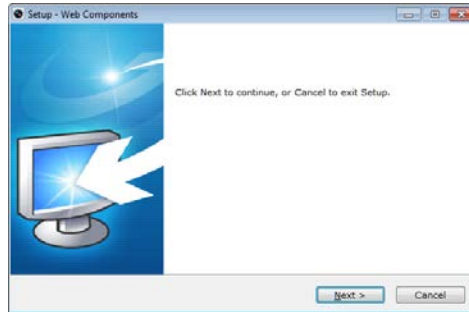 Setup - Web Components
Click Next to continue, or Cancel to exit Setup.
Next >
Cancel